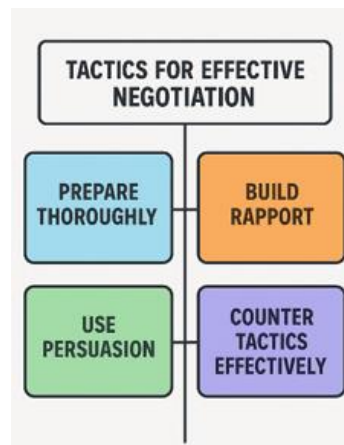 TACTICS FOR EFFECTIVE
NEGOTIATION
PREPARE
THOROUGHLY
BUILD
RAPPORT
USE
PERSUASION
COUNTER
TACTICS
EFFECTIVELY